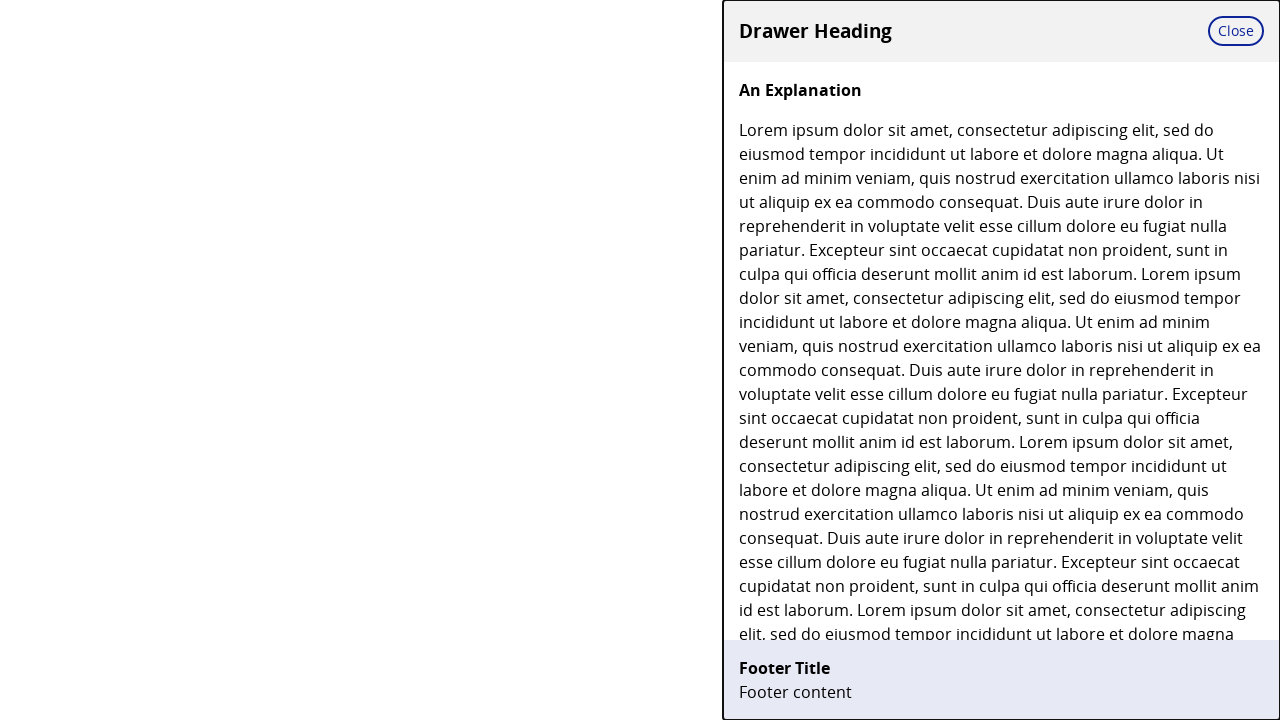 Drawer Heading
Close
An Explanation
Lorem ipsum dolor sit amet, consectetur adipiscing elit, sed do
eiusmod tempor incididunt ut labore et dolore magna aliqua. Ut
enim ad minim veniam, quis nostrud exercitation ullamco laboris nisi
ut aliquip ex ea commodo consequat. Duis aute irure dolor in
reprehenderit in voluptate velit esse cillum dolore eu fugiat nulla
pariatur. Excepteur sint occaecat cupidatat non proident, sunt in
culpa qui officia deserunt mollit anim id est laborum. Lorem ipsum
dolor sit amet, consectetur adipiscing elit, sed do eiusmod tempor
incididunt ut labore et dolore magna aliqua. Ut enim ad minim
veniam, quis nostrud exercitation ullamco laboris nisi ut aliquip ex ea
commodo consequat. Duis aute irure dolor in reprehenderit in
voluptate velit esse cillum dolore eu fugiat nulla pariatur. Excepteur
sint occaecat cupidatat non proident, sunt in culpa qui officia
deserunt mollit anim id est laborum. Lorem ipsum dolor sit amet,
consectetur adipiscing elit, sed do eiusmod tempor incididunt ut
labore et dolore magna aliqua. Ut enim ad minim veniam, quis
nostrud exercitation ullamco laboris nisi ut aliquip ex ea commodo
consequat. Duis aute irure dolor in reprehenderit in voluptate velit
esse cillum dolore eu fugiat nulla pariatur. Excepteur sint occaecat
cupidatat non proident, sunt in culpa qui officia deserunt mollit anim
id est laborum. Lorem ipsum dolor sit amet, consectetur adipiscing
elit, sed do eiusmod tempor incididunt ut labore et dolore magna
Footer Title
Footer content